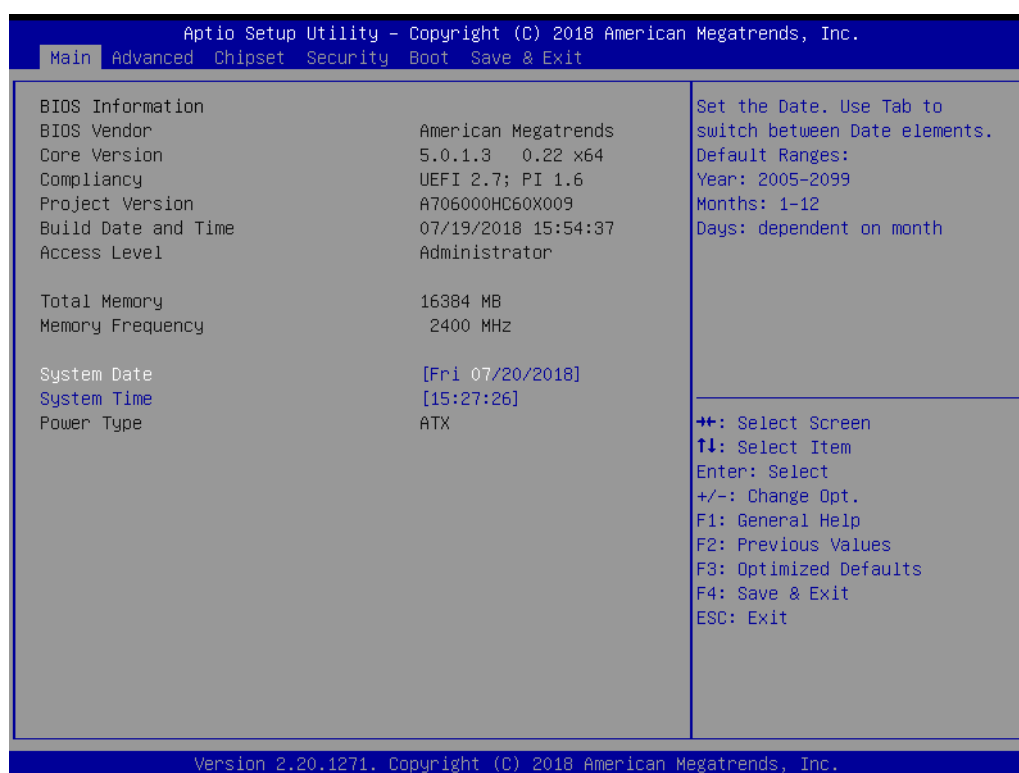 Aptio Setup Utility – Copyright (C) 2018 American Megatrends, Inc.
Main Advanced Chipset Security Boot Save & Exit
BIOS Information
BIOS Vendor American Megatrends
Core Version 5.0.1.3 0.22 x64
Compliancy UEFI 2.7; PI 1.6
Project Version A706000HC60X009
Build Date and Time 07/19/2018 15:54:37
Access Level Administrator
Total Memory 16384 MB
Memory Frequency 2400 MHz
System Date [Fri 07/20/2018]
System Time [15:27:26]
Power Type ATX
Set the Date. Use Tab to
switch between Date elements.
Default Ranges:
Year: 2005-2099
Months: 1-12
Days: dependent on month
→←: Select Screen
↑↓: Select Item
Enter: Select
+/-: Change Opt.
F1: General Help
F2: Previous Values
F3: Optimized Defaults
F4: Save & Exit
ESC: Exit
Version 2.20.1271. Copyright (C) 2018 American Megatrends, Inc.